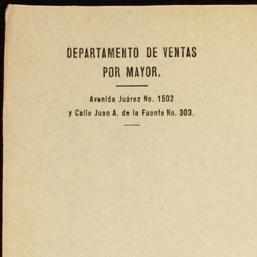 DEPARTAMENTO DE VENTAS
POR MAYOR.
Avenida Juárez No. 1502
y Calle Juan A. de la Fuente No. 303.